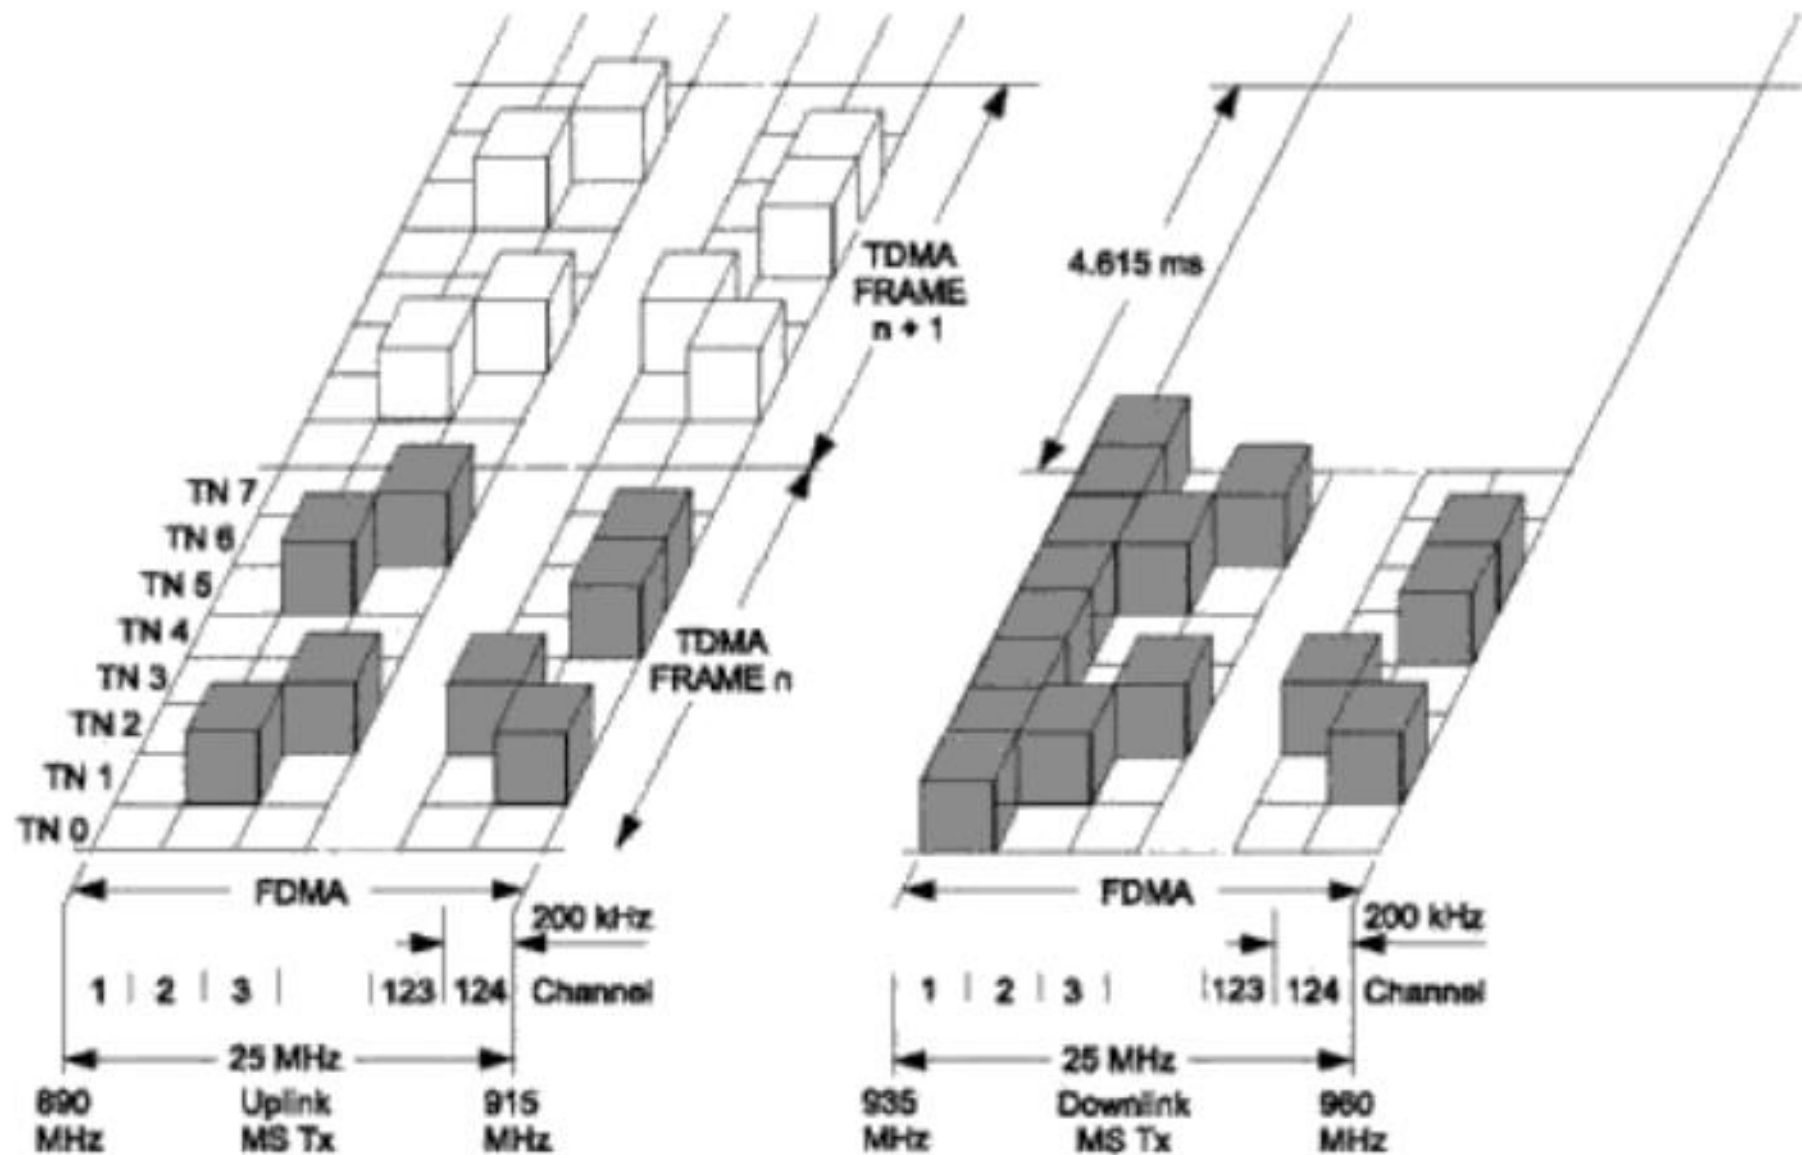 TDMA
FRAME
n + 1
4.615 ms
TN 7
TN 6
TN 5
TN 4
TN 3
TN 2
TN 1
TN 0
TDMA
FRAME n
FDMA
200 kHz
1 2 3 123 124 Channel
25 MHz
890
MHz
Uplink
MS Tx
915
MHz
FDMA
200 kHz
1 2 3 123 124 Channel
25 MHz
935
MHz
Downlink
MS Tx
960
MHz